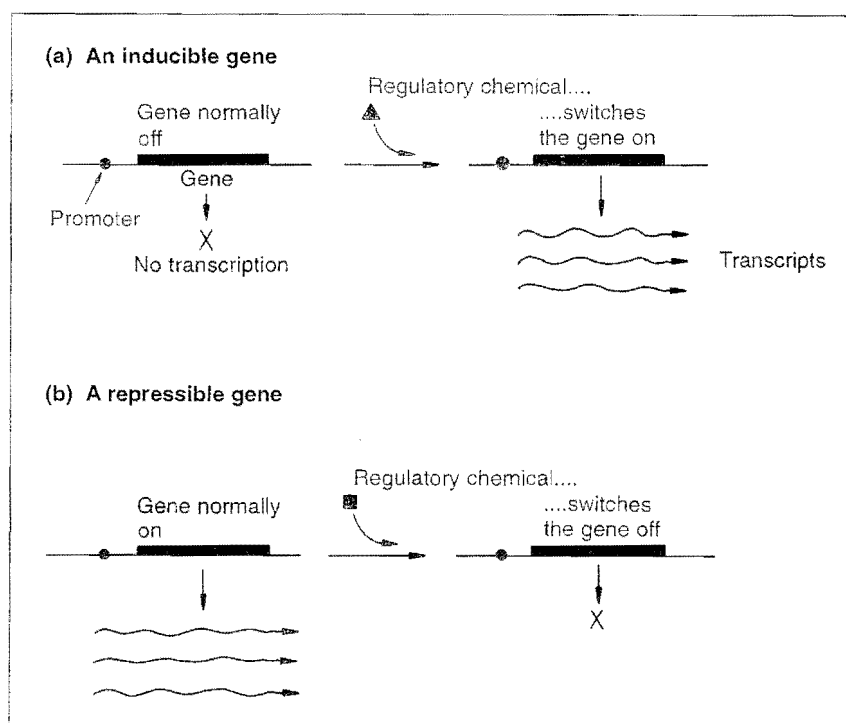 (a) An inducible gene
Regulatory chemical....
Gene normally
off
....switches
the gene on
Gene
Promoter
X
No transcription
Transcripts
(b) A repressible gene
Regulatory chemical....
Gene normally
on
....switches
the gene off
X